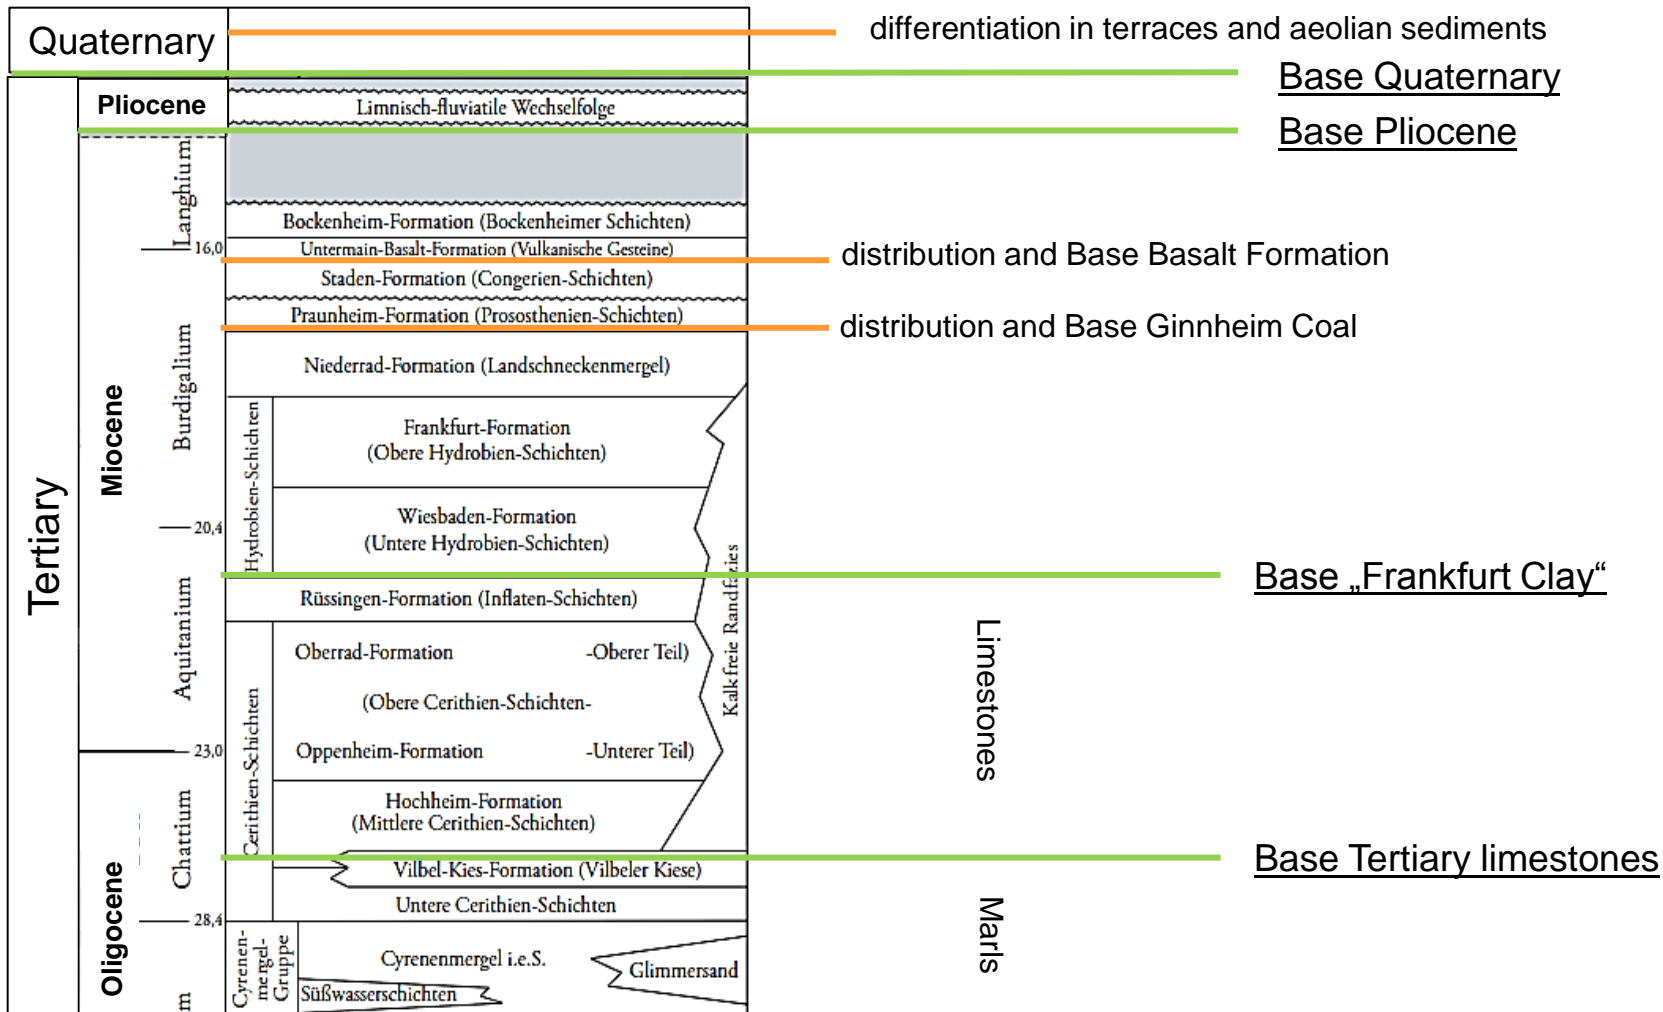 Quaternary
differentiation in terraces and aeolian sediments
Base Quaternary
Pliocene
Limnisch-fluviatile Wechselfolge
Base Pliocene
Tertiary
Miocene
Oligocene
Langhium
16,0
Burdigalium
20,4
Aquitanium
23,0
Chattium
28,4
m
Bockenheim-Formation (Bockenheimer Schichten)
Untermain-Basalt-Formation (Vulkanische Gesteine)
distribution and Base Basalt Formation
Staden-Formation (Congerien-Schichten)
Praunheim-Formation (Prososthenien-Schichten)
distribution and Base Ginnheim Coal
Niederrad-Formation (Landschneckenmergel)
Hydrobien-Schichten
Frankfurt-Formation
(Obere Hydrobien-Schichten)
Wiesbaden-Formation
(Untere Hydrobien-Schichten)
Kalkfreie Randfazies
Base „Frankfurt Clay“
Rüssingen-Formation (Inflaten-Schichten)
Limestones
Cerithien-Schichten
Oberrad-Formation -Oberer Teil)
(Obere Cerithien-Schichten-
Oppenheim-Formation -Unterer Teil)
Hochheim-Formation
(Mittlere Cerithien-Schichten)
Base Tertiary limestones
Vilbel-Kies-Formation (Vilbeler Kiese)
Untere Cerithien-Schichten
Marls
Cyrenen-
mergel-
Gruppe
Cyrenenmergel i.e.S.
Glimmersand
Süßwasserschichten